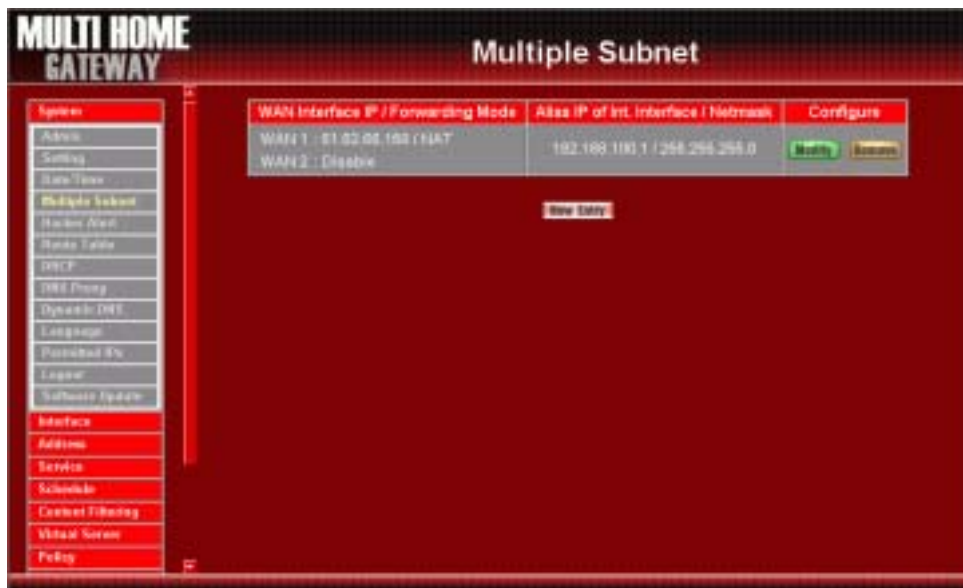 MULTI HOME
GATEWAY
Multiple Subnet
System
Admin
Setting
Date/Time
Multiple Subnet
Hacker Alert
Route Table
DHCP
DNS Proxy
Dynamic DNS
Language
Permitted IPs
Logout
Software Update
Interface
Address
Service
Schedule
Content Filtering
Virtual Server
Policy
WAN Interface IP / Forwarding Mode
Alias IP of Int. Interface / Netmask
Configure
WAN 1 : / NAT
WAN 2 : Disable
/ 255.255.255.0
Modify
Remove
New Entry